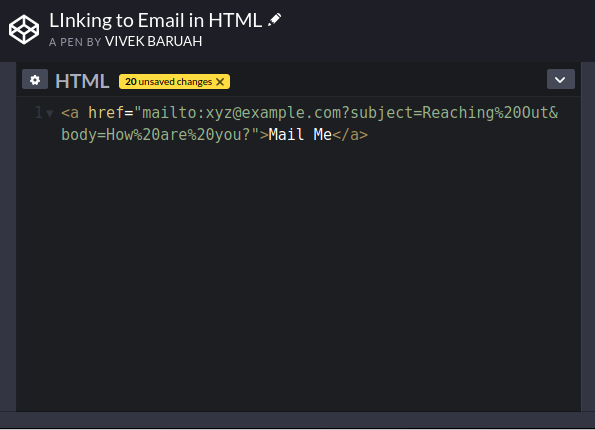 LInking to Email in HTML
A PEN BY VIVEK BARUAH
HTML 20 unsaved changes X
1 <a href="mailto:xyz@example.com?subject=Reaching%20Out&
body=How%20are%20you?">Mail Me</a>